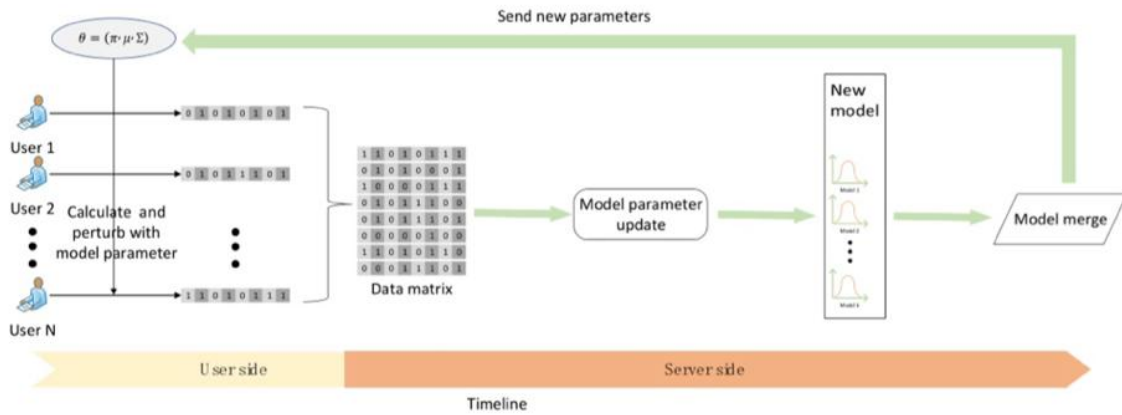 Send new parameters
θ = (π· μ· Σ)
New
model
User 1
0 1 0 1 0 1 0 1
User 2
0 1 0 1 1 1 0 1
Calculate and
perturb with
model parameter
User N
1 1 0 1 0 1 1 1
1 1 0 1 0 1 1 1
0 1 0 1 0 0 0 1
1 0 0 0 0 1 1 1
0 1 0 1 1 1 0 0
0 1 0 1 1 1 0 1
0 0 0 0 0 1 0 0
1 1 0 1 0 1 1 0
0 0 0 1 1 1 0 1
Data matrix
Model parameter
update
Model 1
Model 2
Model k
Model merge
User side
Server side
Timeline